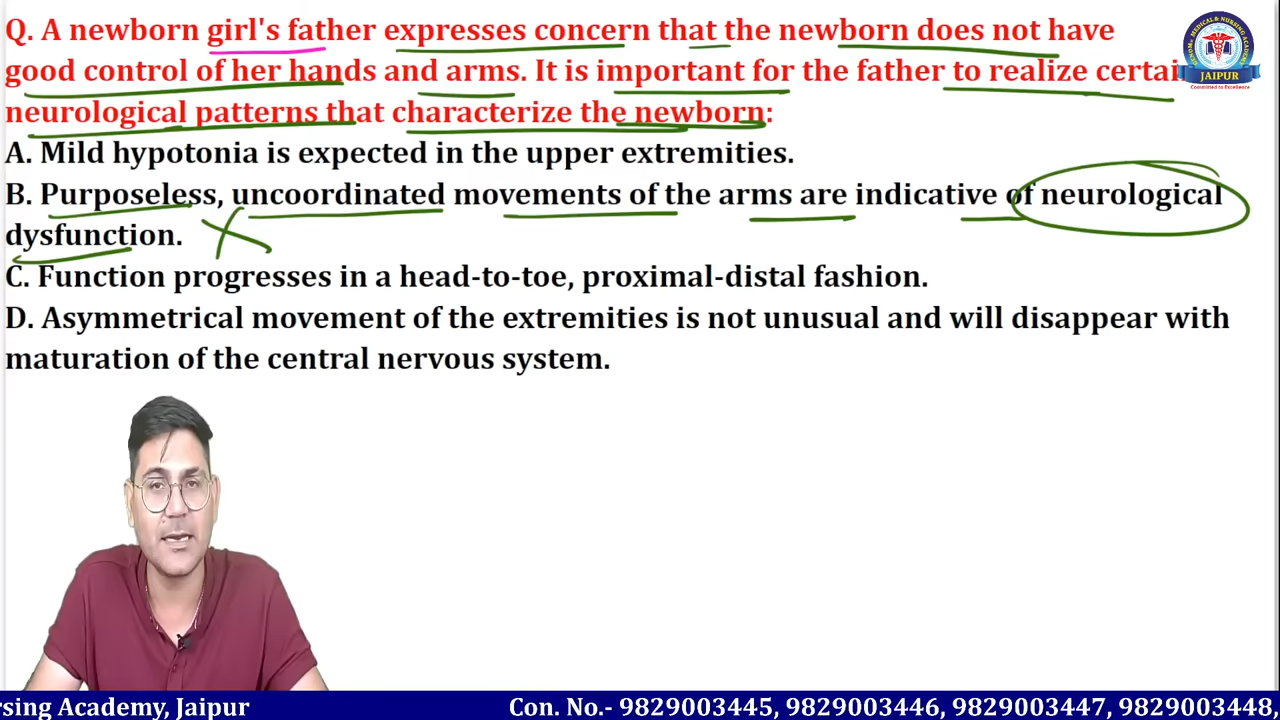 Q. A newborn girl's father expresses concern that the newborn does not have
good control of her hands and arms. It is important for the father to realize certai
neurological patterns that characterize the newborn:
A. Mild hypotonia is expected in the upper extremities.
B. Purposeless, uncoordinated movements of the arms are indicative of neurological
dysfunction.
C. Function progresses in a head-to-toe, proximal-distal fashion.
D. Asymmetrical movement of the extremities is not unusual and will disappear with
maturation of the central nervous system.
JAIPUR
Committed to Excellence
rsing Academy, Jaipur Con. No.- 9829003445, 9829003446, 9829003447, 9829003448,